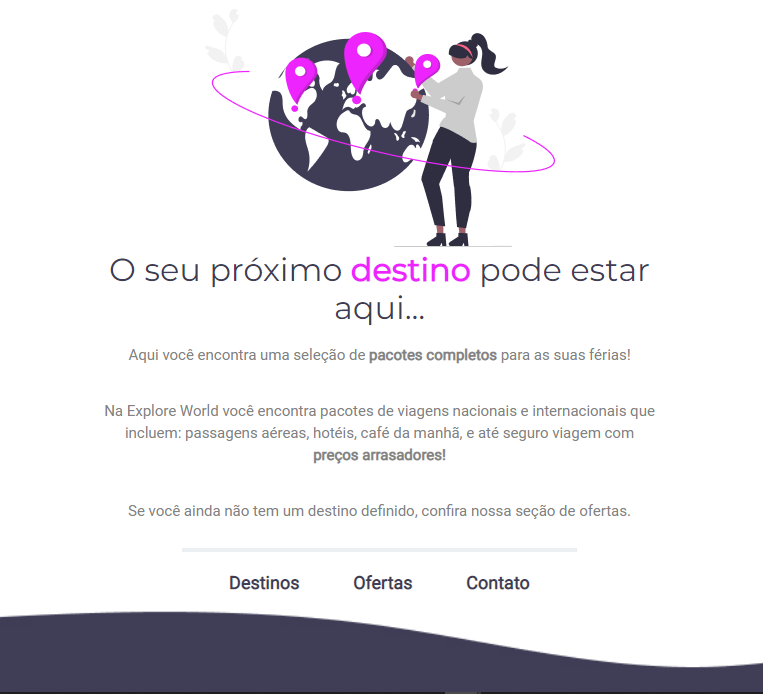 O seu próximo destino pode estar
aqui...
Aqui você encontra uma seleção de pacotes completos para as suas férias!
Na Explore World você encontra pacotes de viagens nacionais e internacionais que
incluem: passagens aéreas, hotéis, café da manhã, e até seguro viagem com
preços arrasadores!
Se você ainda não tem um destino definido, confira nossa seção de ofertas.
Destinos Ofertas Contato